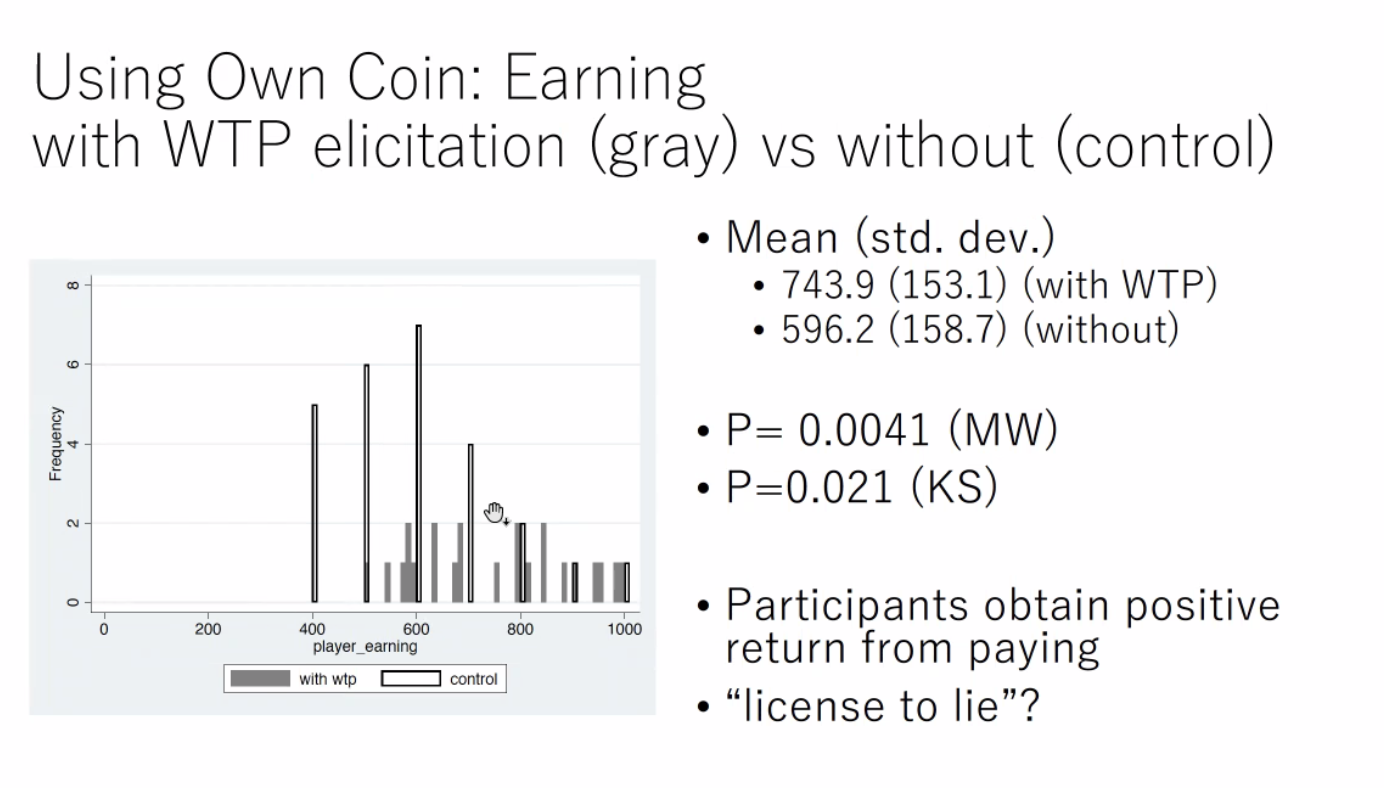 Using Own Coin: Earning
with WTP elicitation (gray) vs without (control)
• Mean (std. dev.)
• 743.9 (153.1) (with WTP)
• 596.2 (158.7) (without)
• P= 0.0041 (MW)
• P=0.021 (KS)
• Participants obtain positive
return from paying
• “license to lie”?
Frequency
8
6
4
2
0
0 200 400 600 800 1000
player_earning
with wtp control